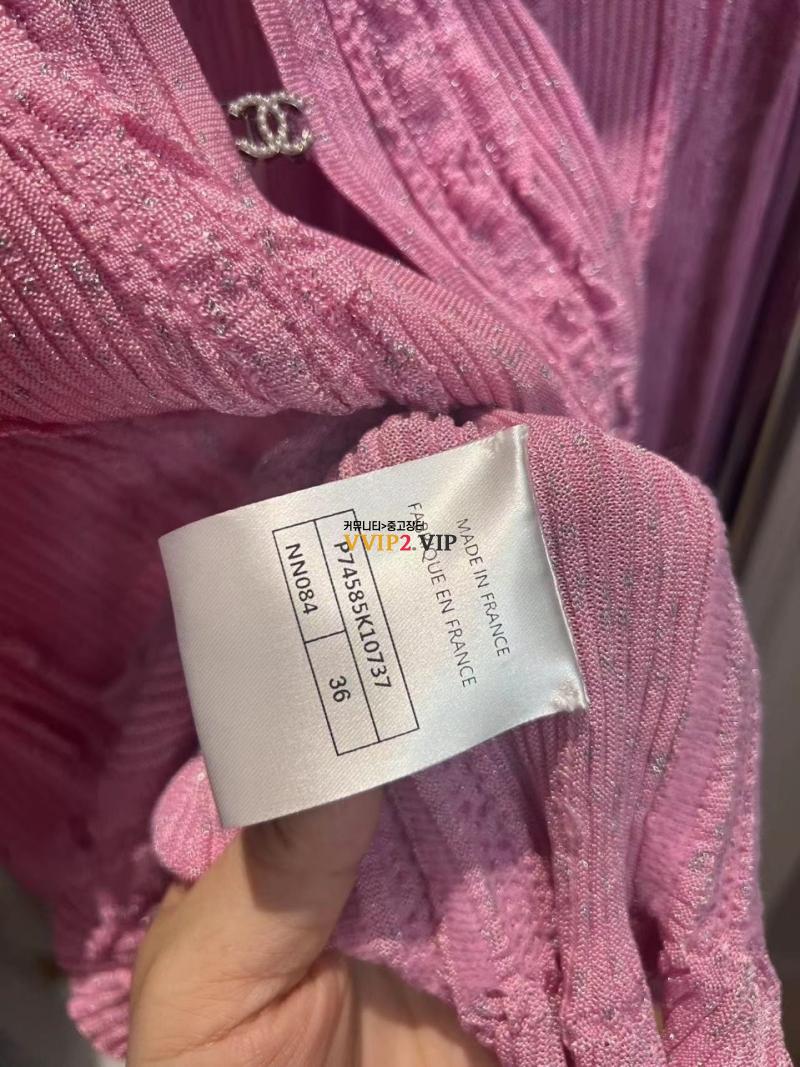 커뮤니티>중고장터
VVIP2.VIP
MADE IN FRANCE
FABRIQUE EN FRANCE
P74585K10737
NN084
36